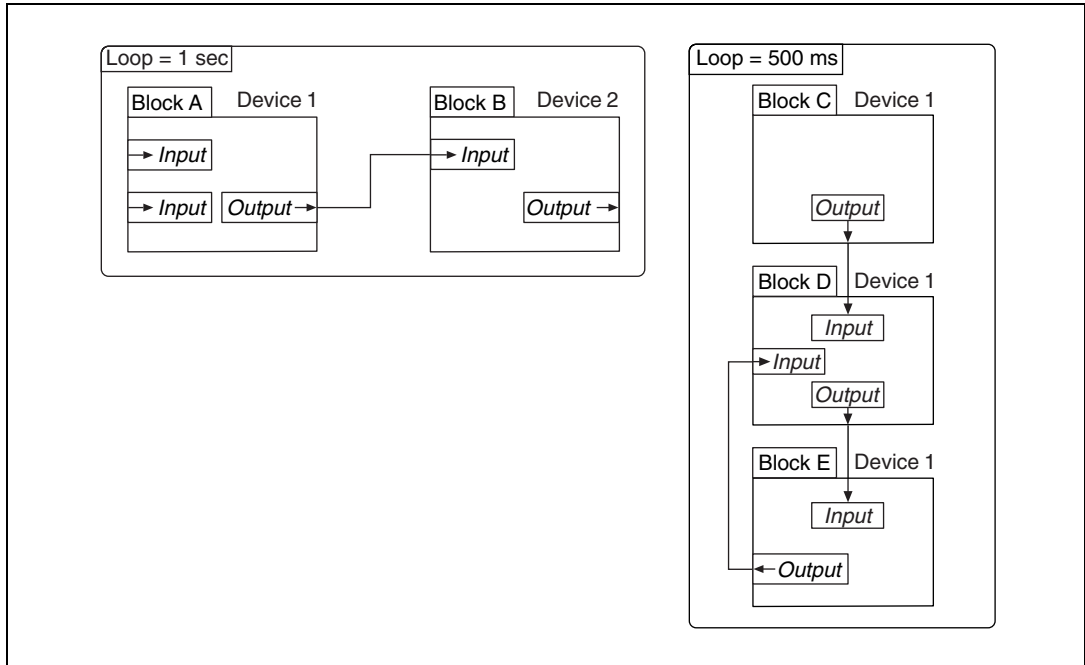 Loop = 1 sec
Block A Device 1
Input
Input Output
Block B Device 2
Input
Output
Loop = 500 ms
Block C Device 1
Output
Block D Device 1
Input
Input
Output
Block E Device 1
Input
Output